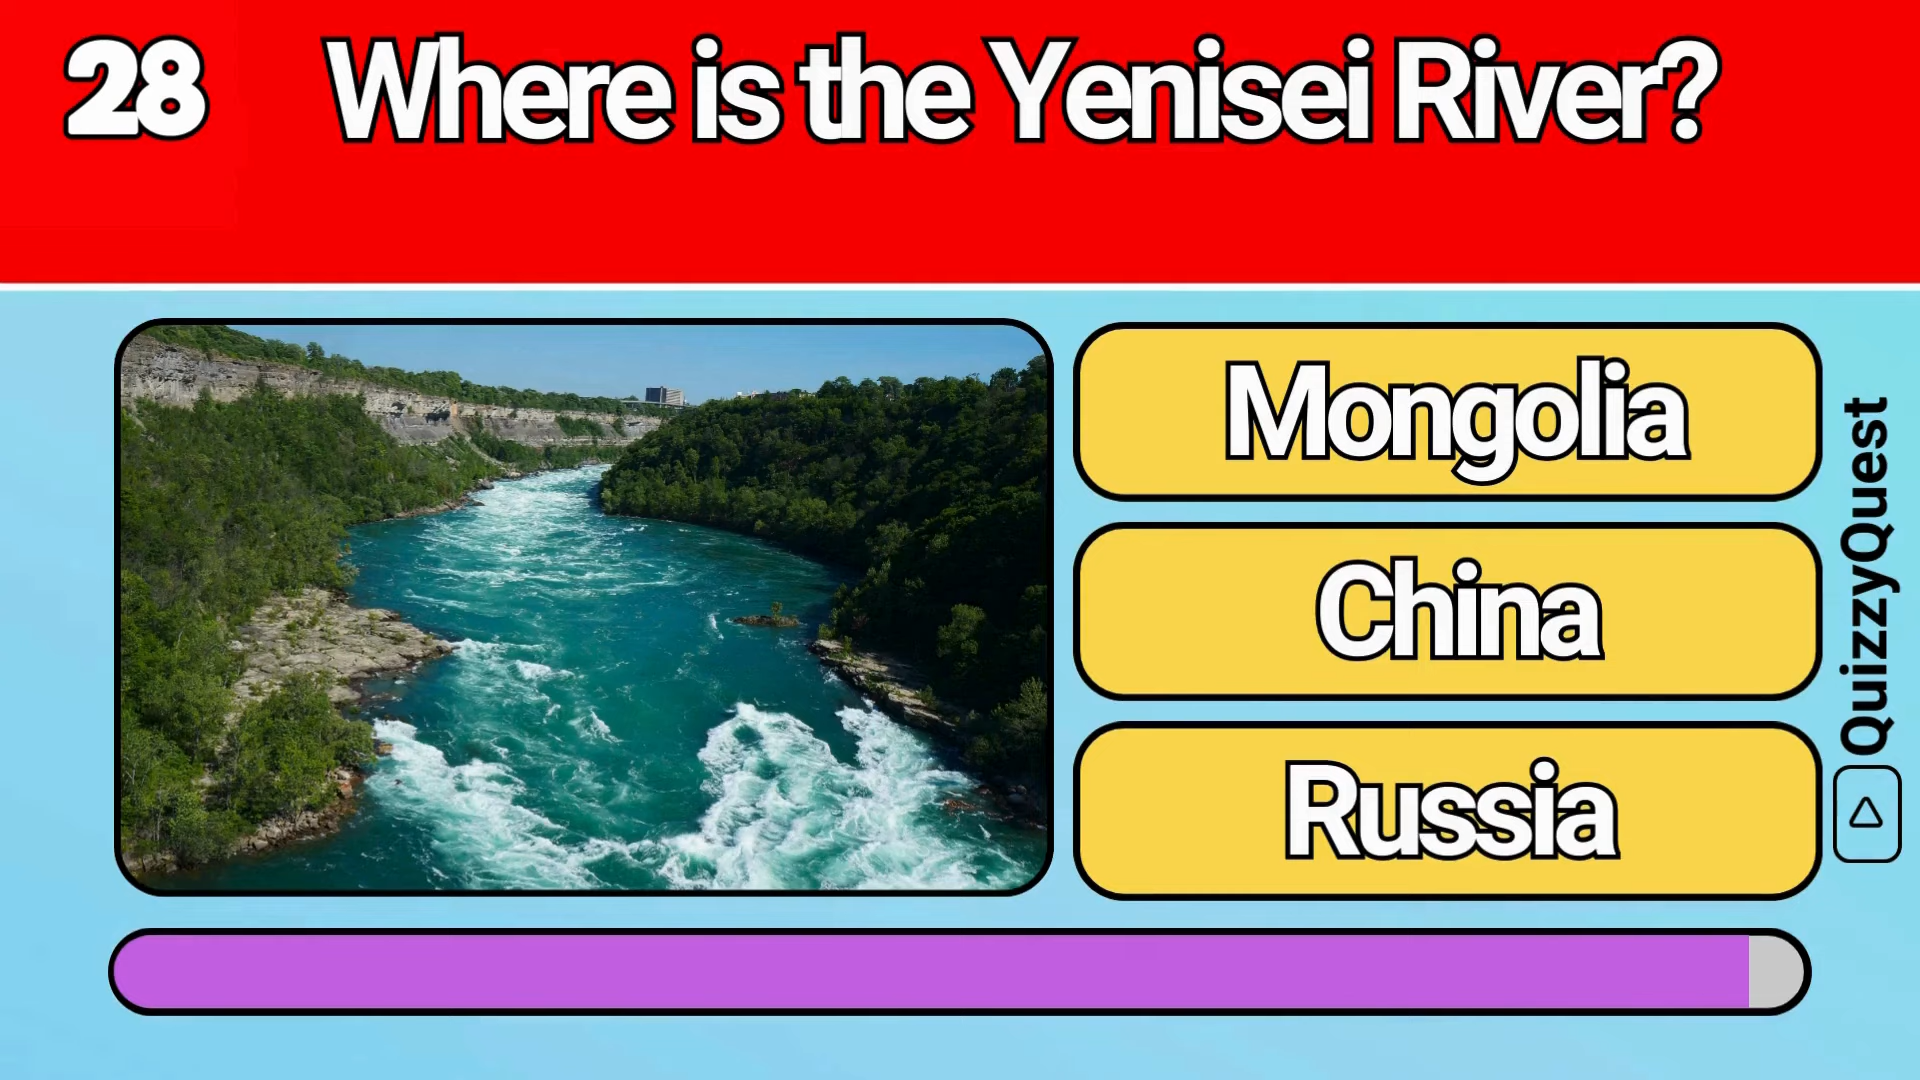 28
Where is the Yenisei River?
Mongolia
China
Russia
QuizzyQuest